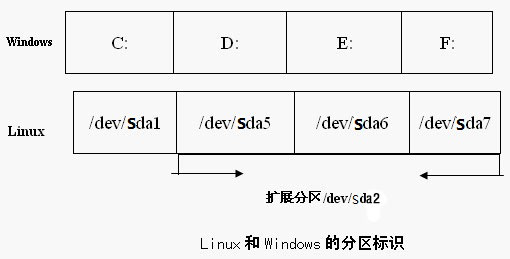 Windows C: D: E: F:
Linux /dev/Sda1 /dev/Sda5 /dev/Sda6 /dev/Sda7
扩展分区/dev/sda2
Linux 和 Windows 的分区标识